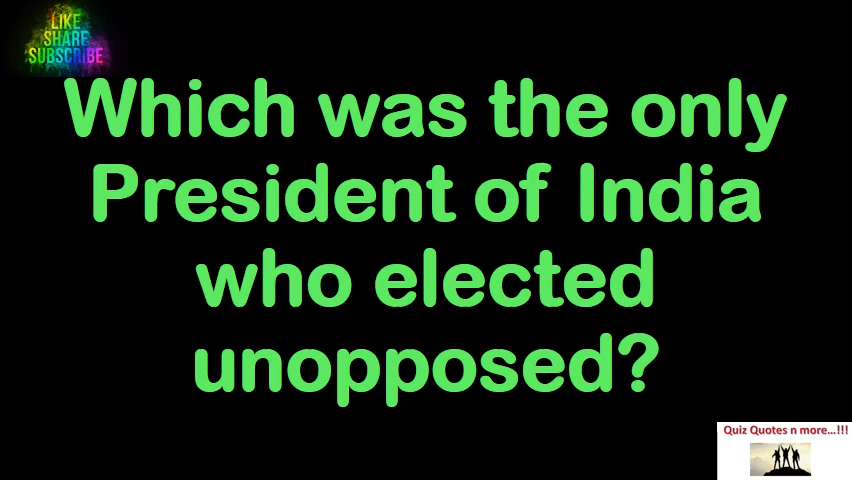 LIKE
SHARE
SUBSCRIBE
Which was the only
President of India
who elected
unopposed?
Quiz Quotes n more...!!!